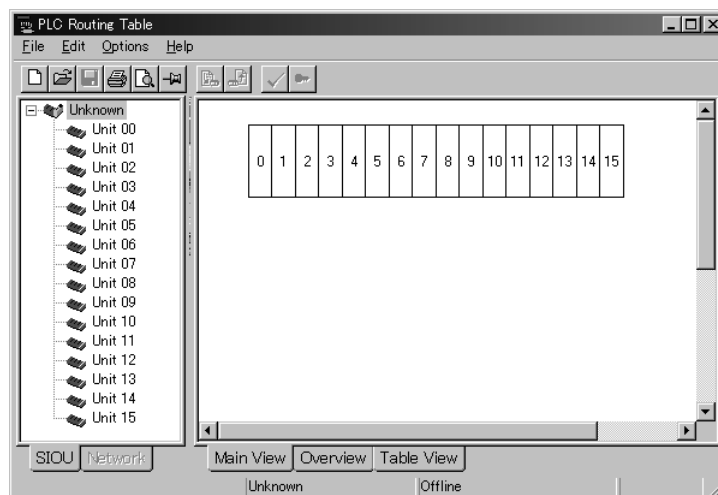 PLC Routing Table
File Edit Options Help
Unknown
Unit 00
Unit 01
Unit 02
Unit 03
Unit 04
Unit 05
Unit 06
Unit 07
Unit 08
Unit 09
Unit 10
Unit 11
Unit 12
Unit 13
Unit 14
Unit 15
0 1 2 3 4 5 6 7 8 9 10 11 12 13 14 15
SIOU Network
Main View Overview Table View
Unknown Offline